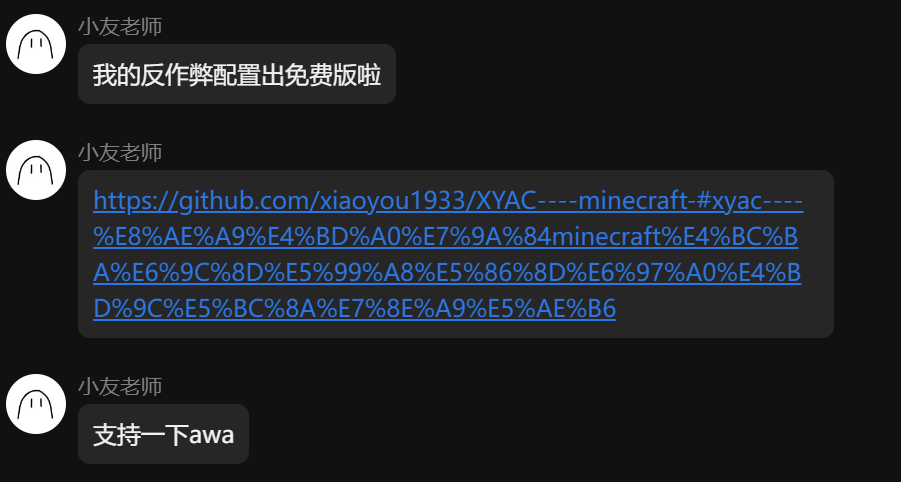 小友老师
我的反作弊配置出免费版啦
小友老师
https://github.com/xiaoyou1933/XYAC----minecraft-#xyac----
%E8%AE%A9%E4%BD%A0%E7%9A%84minecraft%E4%BC%B
A%E6%9C%8D%E5%99%A8%E5%86%8D%E6%97%A0%E4%B
D%9C%E5%BC%8A%E7%8E%A9%E5%AE%B6
小友老师
支持一下awa